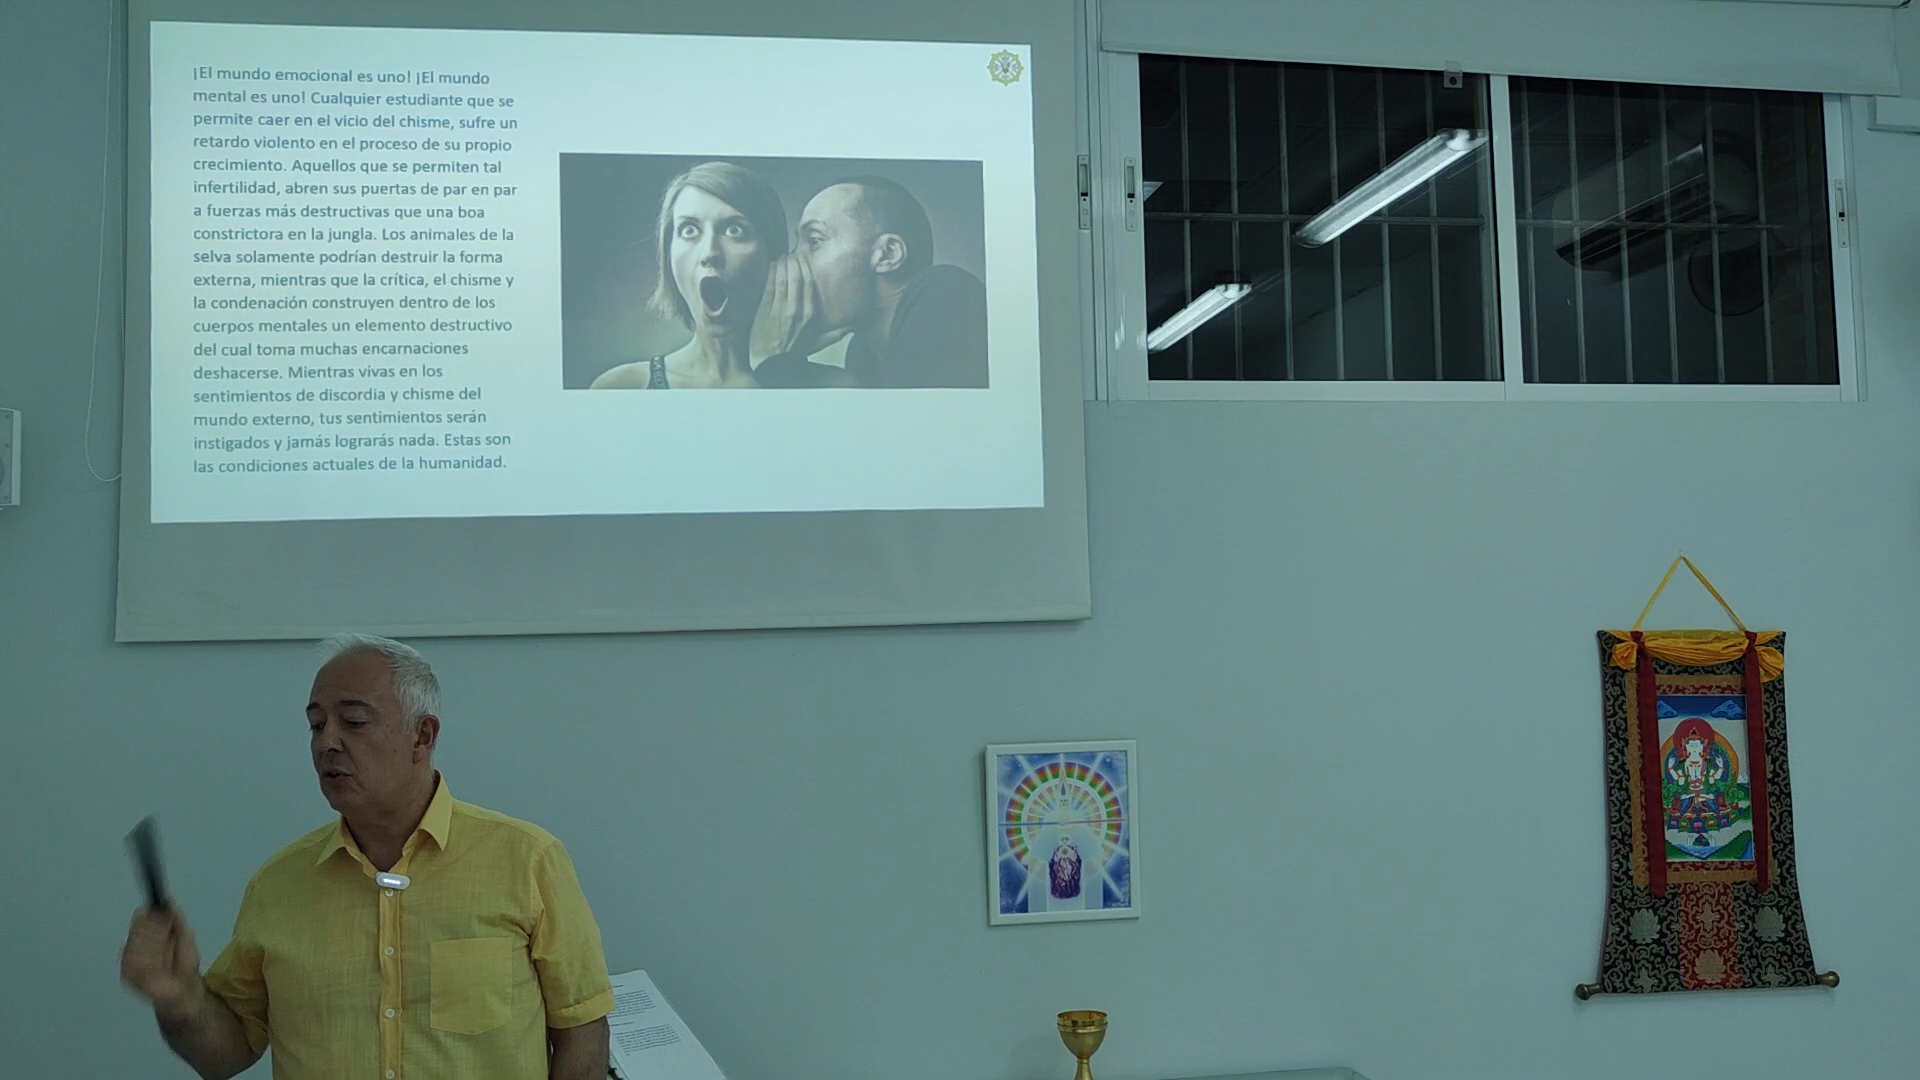 ¡El mundo emocional es uno! ¡El mundo
mental es uno! Cualquier estudiante que se
permite caer en el vicio del chisme, sufre un
retardo violento en el proceso de su propio
crecimiento. Aquellos que se permiten tal
infertilidad, abren sus puertas de par en par
a fuerzas más destructivas que una boa
constrictora en la jungla. Los animales de la
selva solamente podrían destruir la forma
externa, mientras que la crítica, el chisme y
la condenación construyen dentro de los
cuerpos mentales un elemento destructivo
del cual toma muchas encarnaciones
deshacerse. Mientras vivas en los
sentimientos de discordia y chisme del
mundo externo, tus sentimientos serán
instigados y jamás lograrás nada. Estas son
las condiciones actuales de la humanidad.